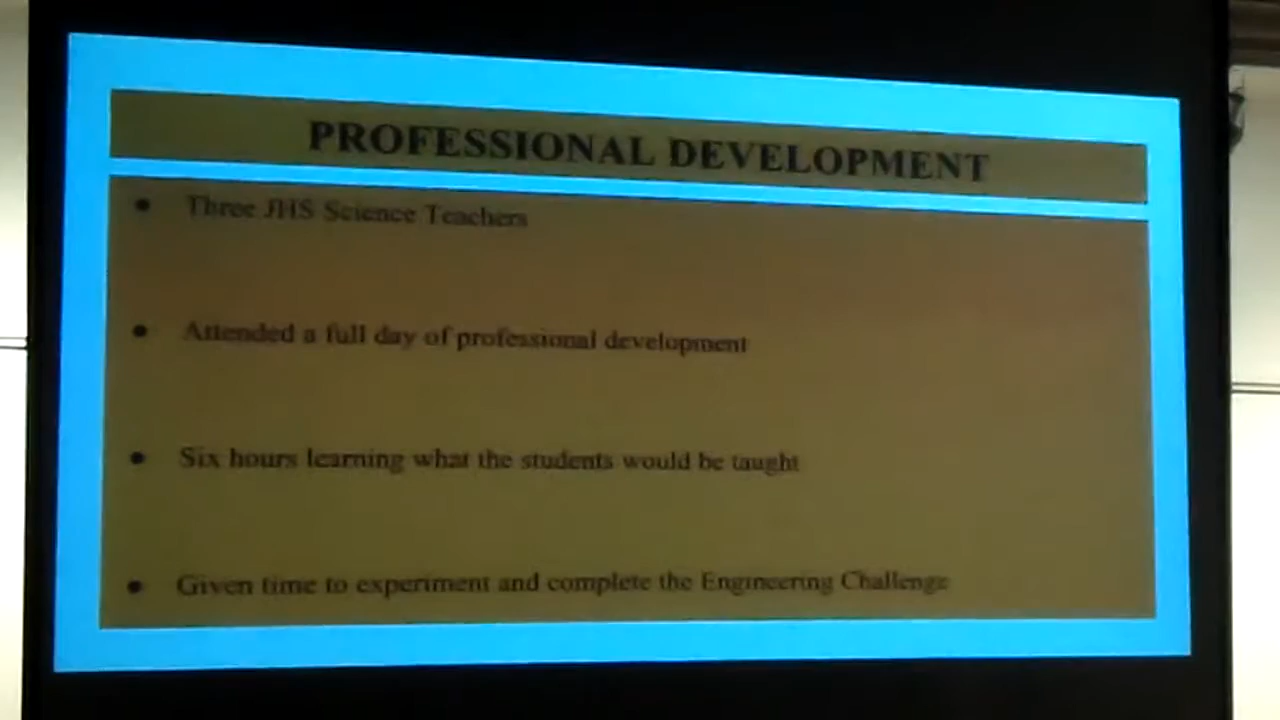 PROFESSIONAL DEVELOPMENT
• Three JHS Science Teachers
• Attended a full day of professional development
• Six hours learning what the students would be taught
• Given time to experiment and complete the Engineering Challenge